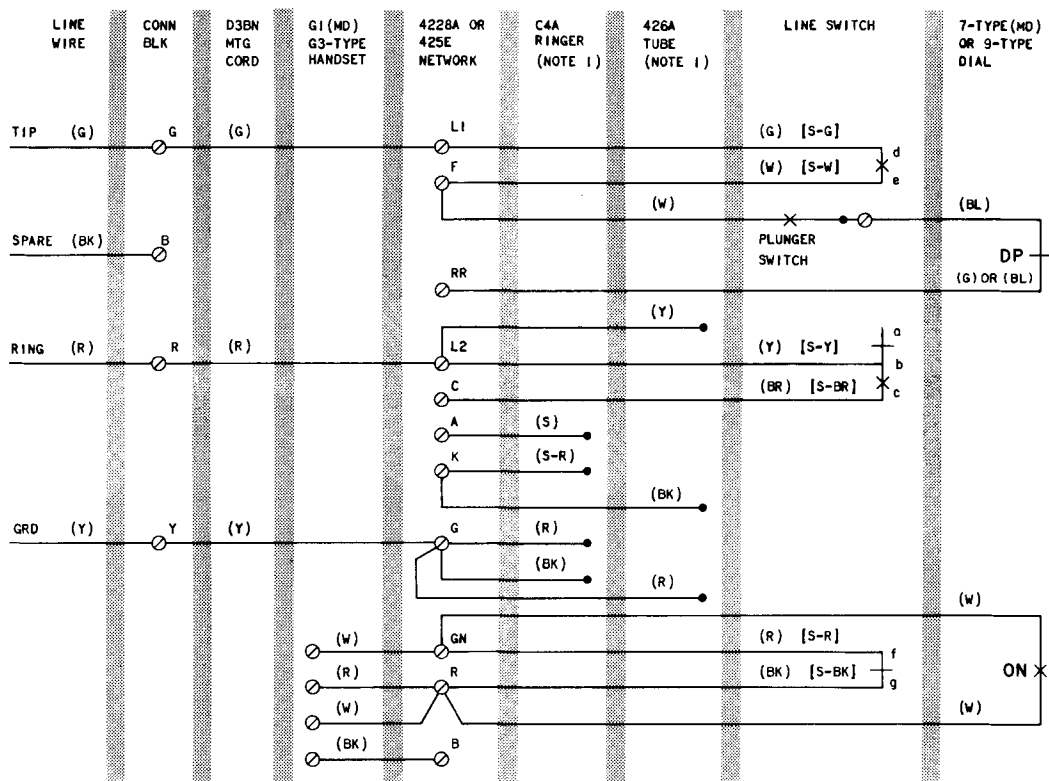 LINE WIRE
CONN BLK
D3BN MTG CORD
G1(MD) G3-TYPE HANDSET
4228A OR 425E NETWORK
C4A RINGER (NOTE 1)
426A TUBE (NOTE 1)
LINE SWITCH
7-TYPE(MD) OR 9-TYPE DIAL
TIP (G) G (G) L1 (G) [S-G] d
F (W) [S-W] e
(W) (BL)
PLUNGER SWITCH
SPARE (BK) B DP
RR (G)OR(BL)
(Y) a
RING (R) R (R) L2 (Y) [S-Y] b
C (BR) [S-BR] c
A (S)
K (S-R)
(BK)
GRD (Y) Y (Y) G (R)
(BK)
(R)
(W)
(W) GN (R) [S-R] f
(R) R (BK) [S-BK] g ON
(W) (W)
(BK) B